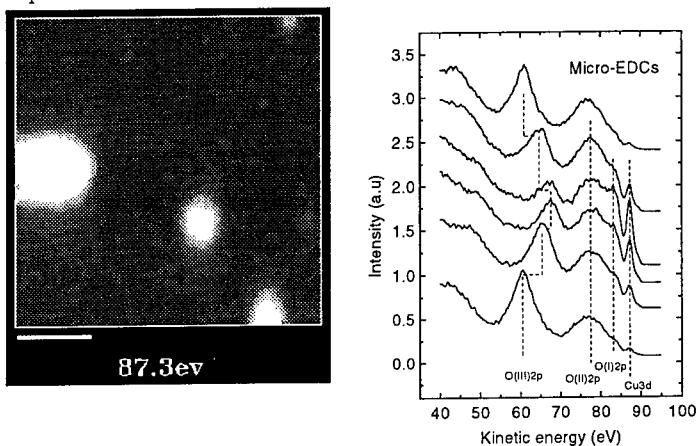 87.3ev
Micro-EDCs
Intensity (a.u)
3.5
3.0
2.5
2.0
1.5
1.0
0.5
0.0
O(III)2p
O(II)2p
O(I)2p
Cu3d
40 50 60 70 80 90 100
Kinetic energy (eV)